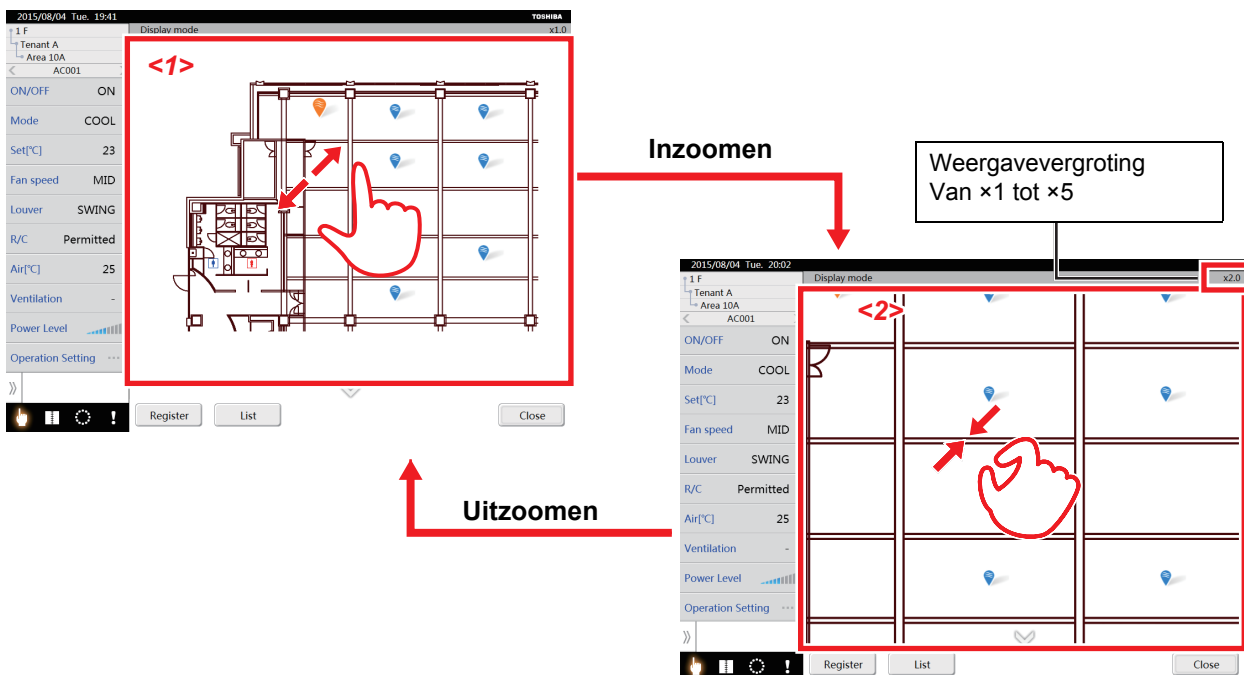 2015/08/04 Tue. 19:41
TOSHIBA
1 F
Display mode
x1.0
Tenant A
Area 10A
< AC001
<1>
ON/OFF ON
Mode COOL
Set[°C] 23
Fan speed MID
Louver SWING
R/C Permitted
Air[°C] 25
Ventilation -
Power Level
Operation Setting ...
Register
List
Close
Inzoomen
Weergavevergroting
Van ×1 tot ×5
Uitzoomen
2015/08/04 Tue. 20:02
1 F
Display mode
x2.0
Tenant A
Area 10A
< AC001
<2>
ON/OFF ON
Mode COOL
Set[°C] 23
Fan speed MID
Louver SWING
R/C Permitted
Air[°C] 25
Ventilation -
Power Level
Operation Setting ...
Register
List
Close